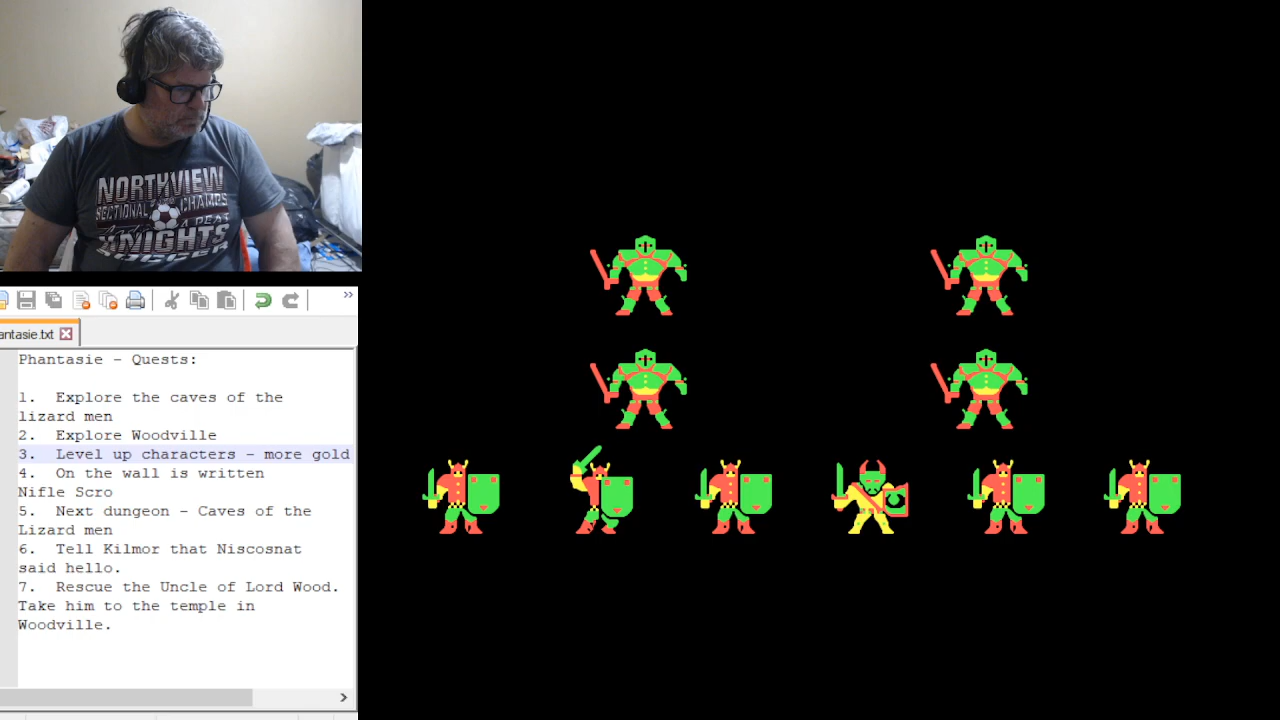 NORTHVIEW
SECTIONAL CHAMPS
KNIGHTS
SOCCER
antasie.txt
Phantasie - Quests:
1. Explore the caves of the
lizard men
2. Explore Woodville
3. Level up characters - more gold
4. On the wall is written
Nifle Scro
5. Next dungeon - Caves of the
Lizard men
6. Tell Kilmor that Niscosnat
said hello.
7. Rescue the Uncle of Lord Wood.
Take him to the temple in
Woodville.